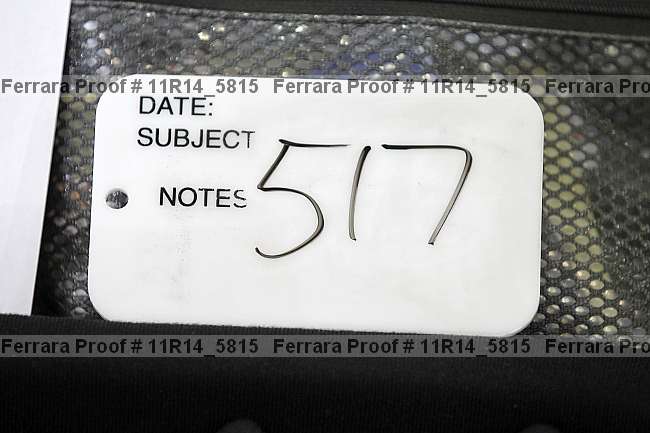 Ferrara Proof # 11R14_5815 Ferrara Proof # 11R14_5815 Ferrara Pro
DATE:
SUBJECT
517
NOTES
Ferrara Proof # 11R14_5815 Ferrara Proof # 11R14_5815 Ferrara Pro